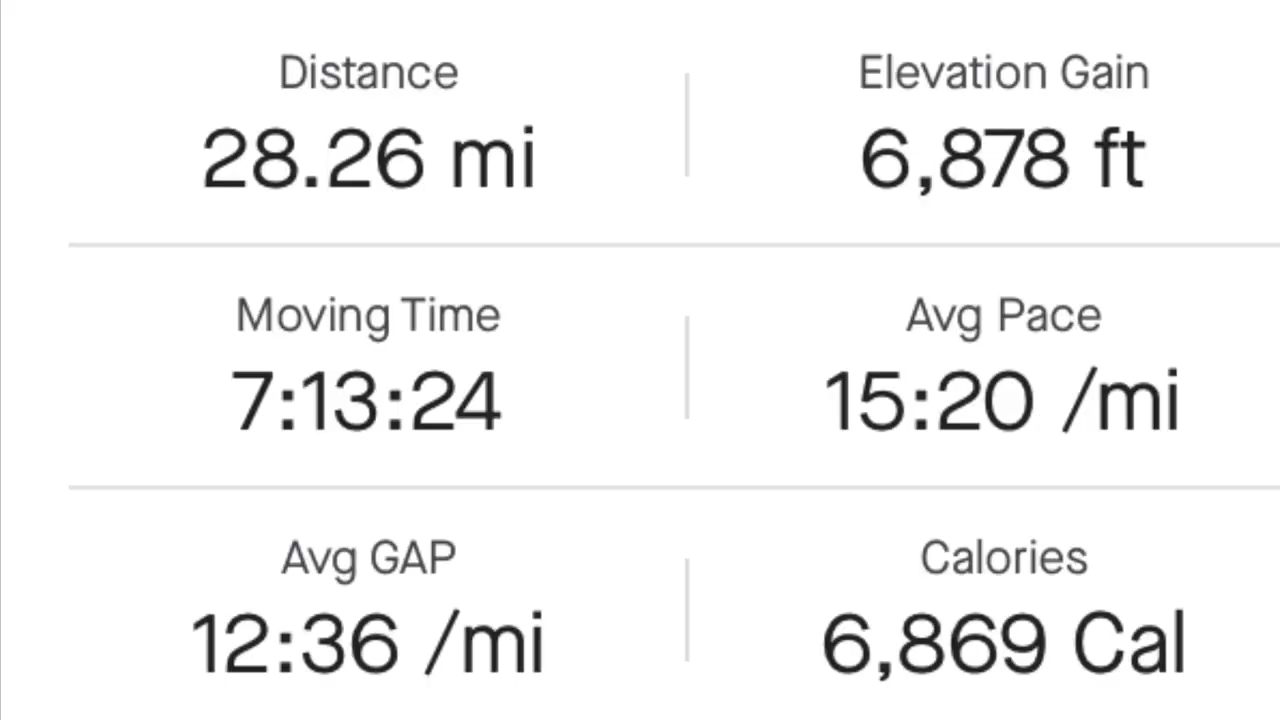 Distance
28.26 mi
Elevation Gain
6,878 ft
Moving Time
7:13:24
Avg Pace
15:20 /mi
Avg GAP
12:36 /mi
Calories
6,869 Cal